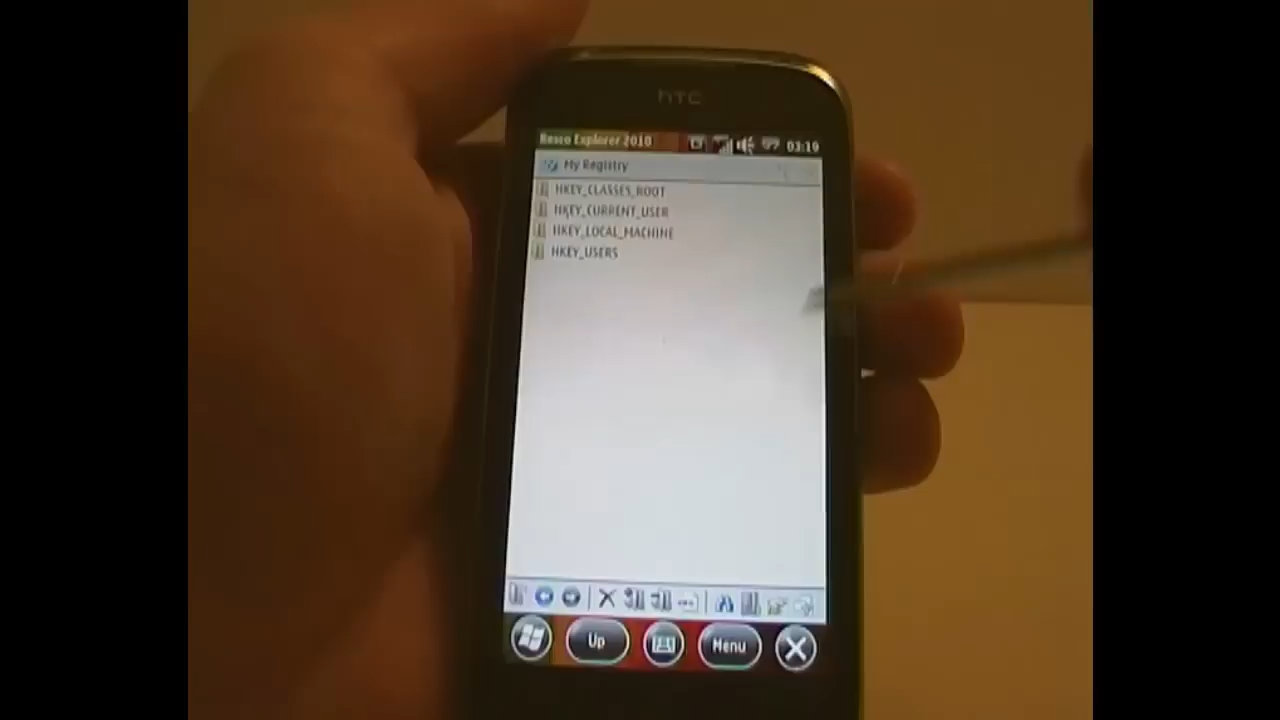 hTC
Resco Explorer 2010
03:19
My Registry
HKEY_CLASSES_ROOT
HKEY_CURRENT_USER
HKEY_LOCAL_MACHINE
HKEY_USERS
Up
Menu